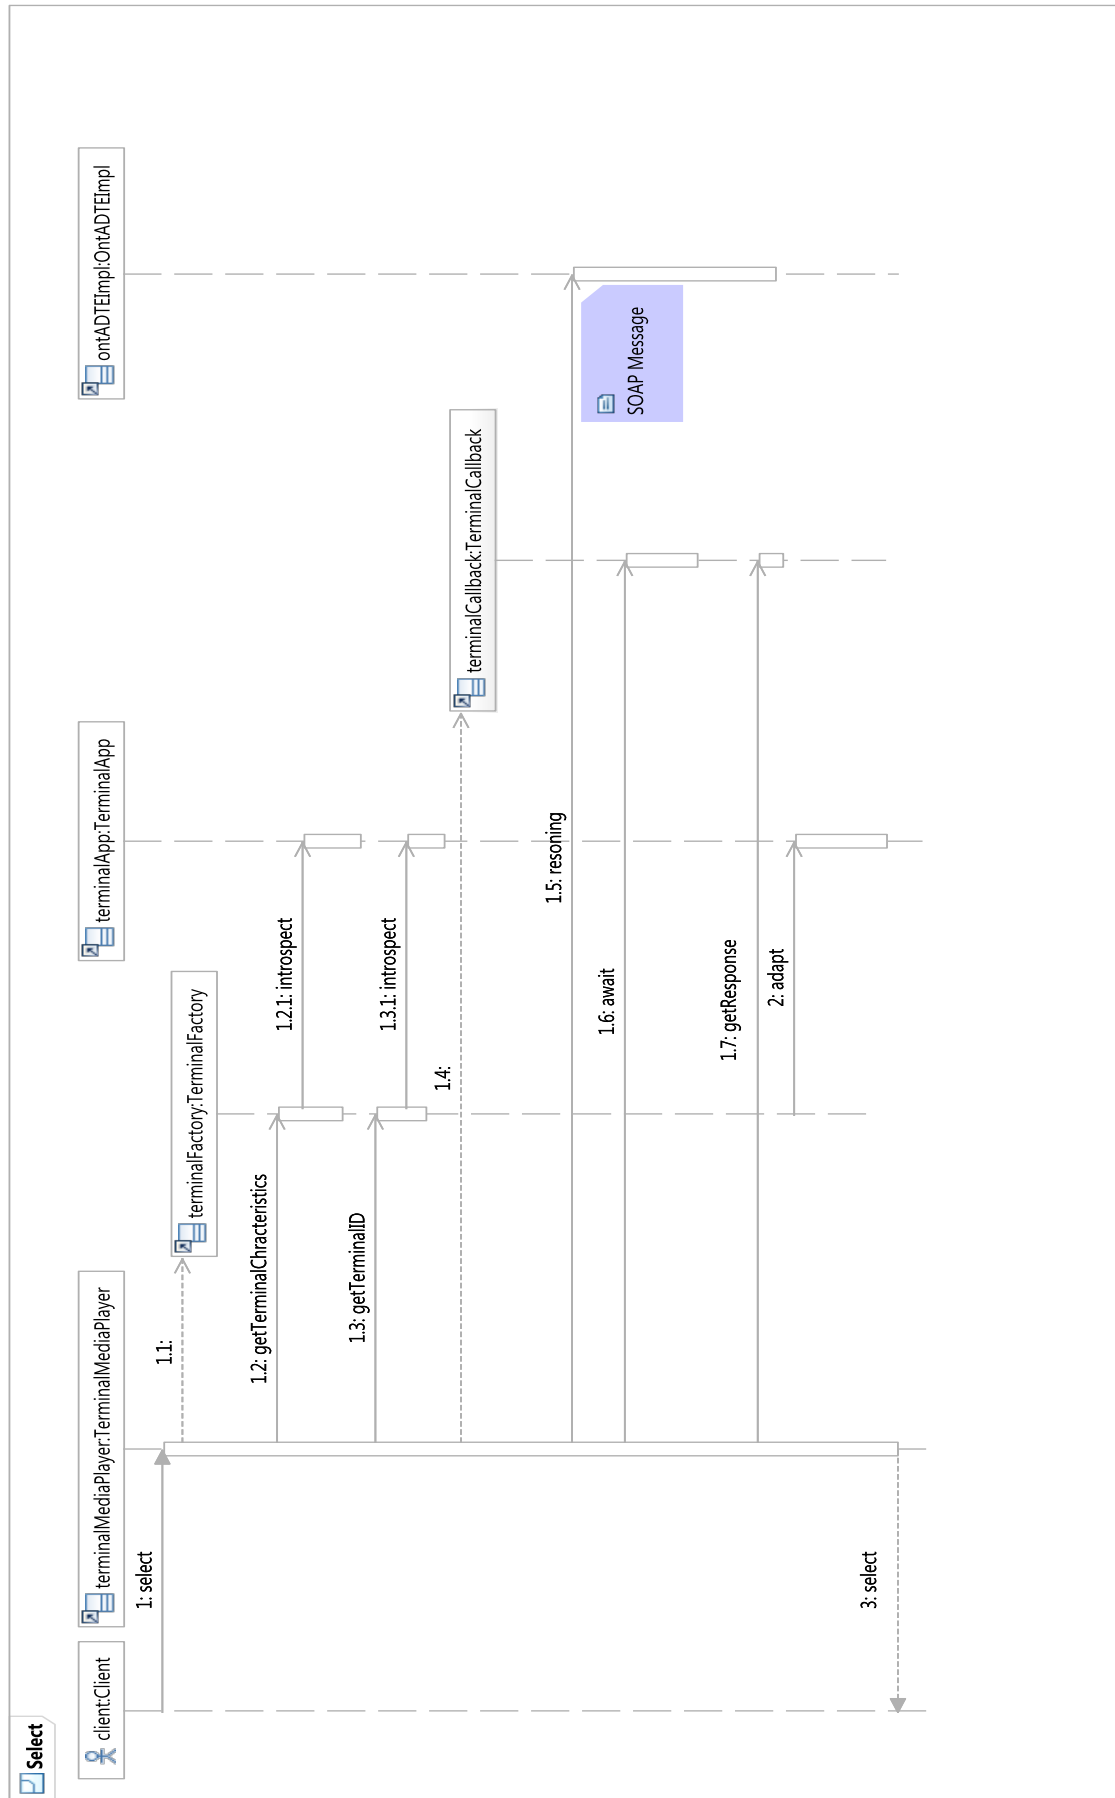 Select
client:Client
terminalMediaPlayer:TerminalMediaPlayer
terminalFactory:TerminalFactory
terminalApp:TerminalApp
terminalCallback:TerminalCallback
ontADTEImpl:OntADTEImpl
1: select
1.1:
1.2: getTerminalChracteristics
1.2.1: introspect
1.3: getTerminalID
1.3.1: introspect
1.4:
1.5: resoning
SOAP Message
1.6: await
1.7: getResponse
2: adapt
3: select